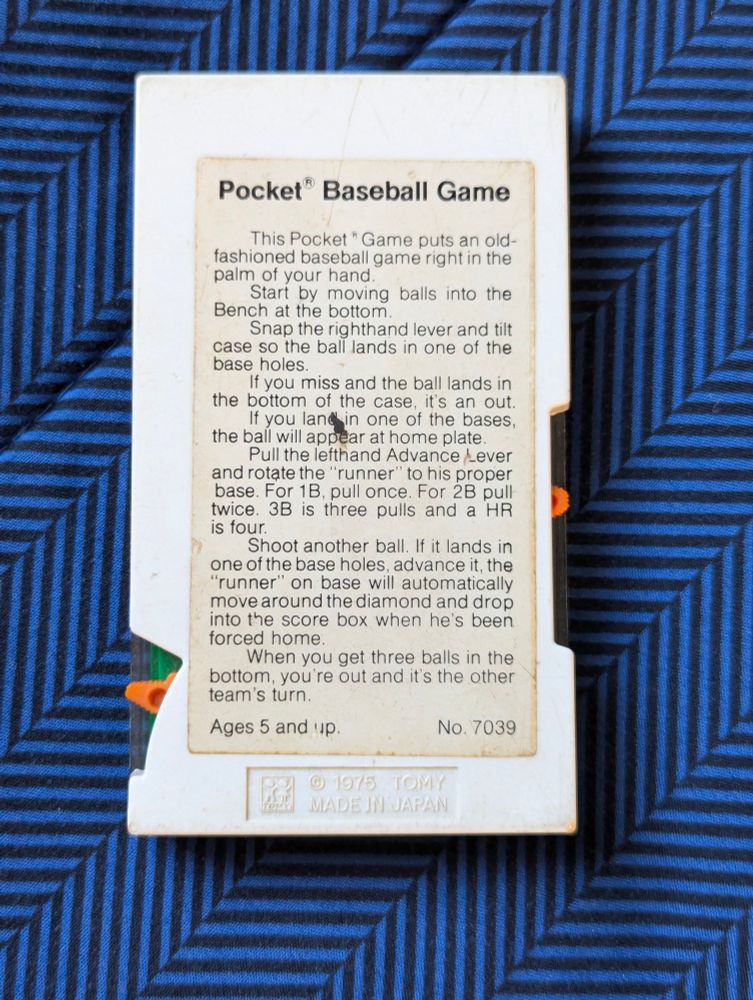 Pocket® Baseball Game
This Pocket® Game puts an old-
fashioned baseball game right in the
palm of your hand.
Start by moving balls into the
Bench at the bottom.
Snap the righthand lever and tilt
case so the ball lands in one of the
base holes.
If you miss and the ball lands in
the bottom of the case, it's an out.
If you land in one of the bases,
the ball will appear at home plate.
Pull the lefthand Advance Lever
and rotate the "runner" to his proper
base. For 1B, pull once. For 2B pull
twice. 3B is three pulls and a HR
is four.
Shoot another ball. If it lands in
one of the base holes, advance it, the
"runner" on base will automatically
move around the diamond and drop
into the score box when he's been
forced home.
When you get three balls in the
bottom, you're out and it's the other
team's turn.
Ages 5 and up. No. 7039
TOMY © 1975 TOMY
MADE IN JAPAN